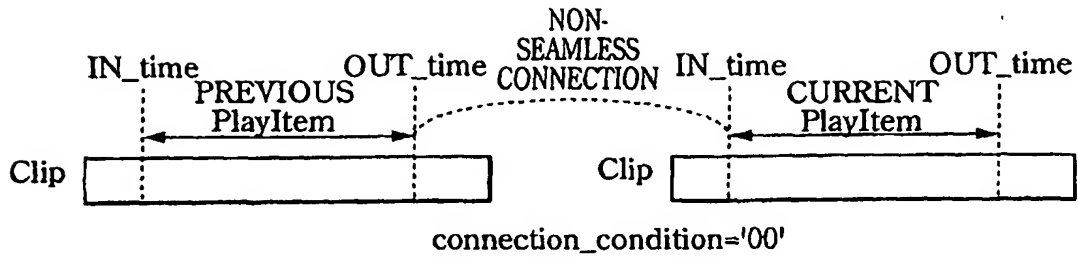 NON-
SEAMLESS
CONNECTION
IN_time
OUT_time
IN_time
OUT_time
PREVIOUS
PlayItem
CURRENT
PlayItem
Clip
Clip
connection_condition='00'